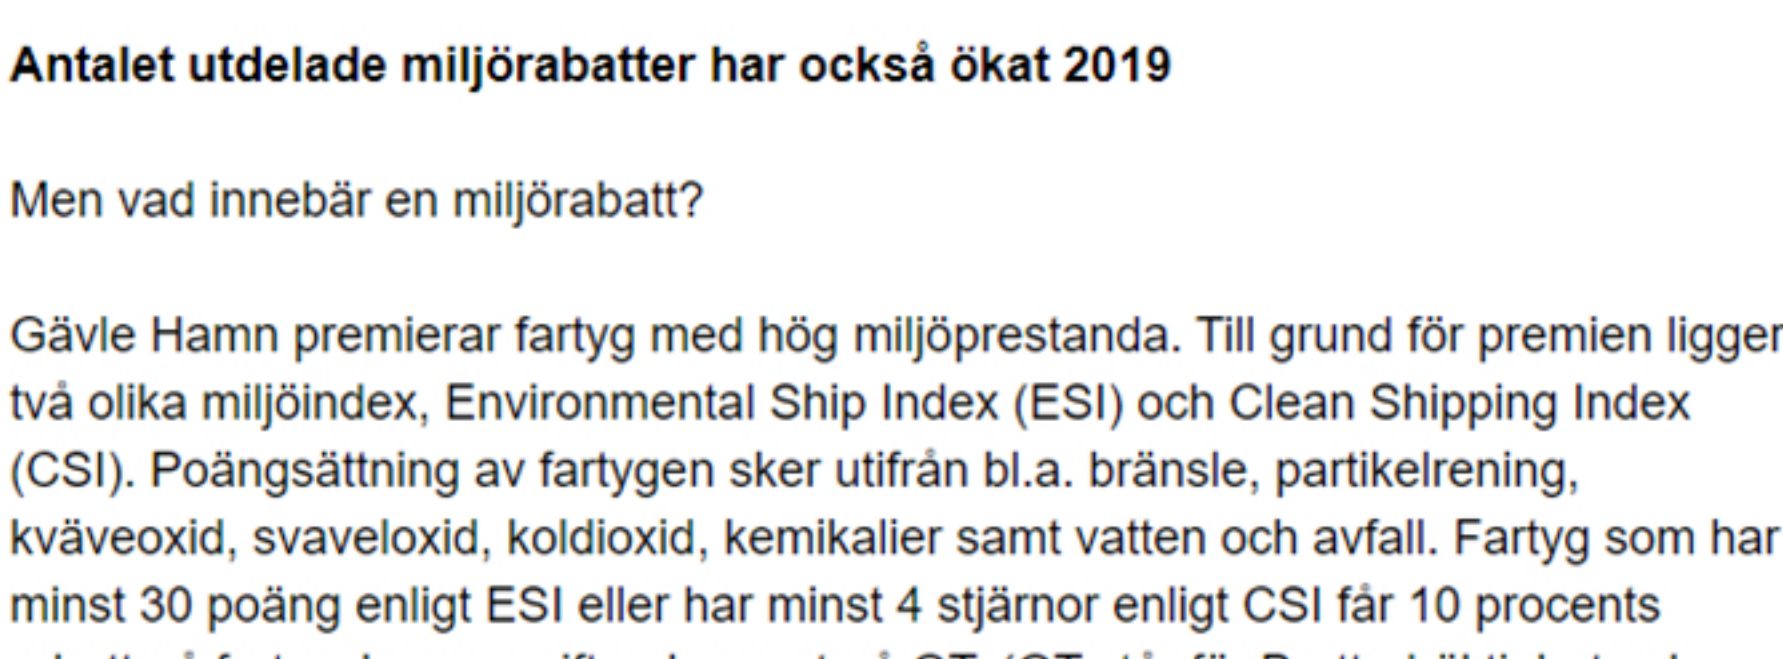 Antalet utdelade miljörabatter har också ökat 2019
Men vad innebär en miljörabatt?
Gävle Hamn premierar fartyg med hög miljöprestanda. Till grund för premien ligger
två olika miljöindex, Environmental Ship Index (ESI) och Clean Shipping Index
(CSI). Poängsättning av fartygen sker utifrån bl.a. bränsle, partikelrening,
kväveoxid, svaveloxid, koldioxid, kemikalier samt vatten och avfall. Fartyg som har
minst 30 poäng enligt ESI eller har minst 4 stjärnor enligt CSI får 10 procents